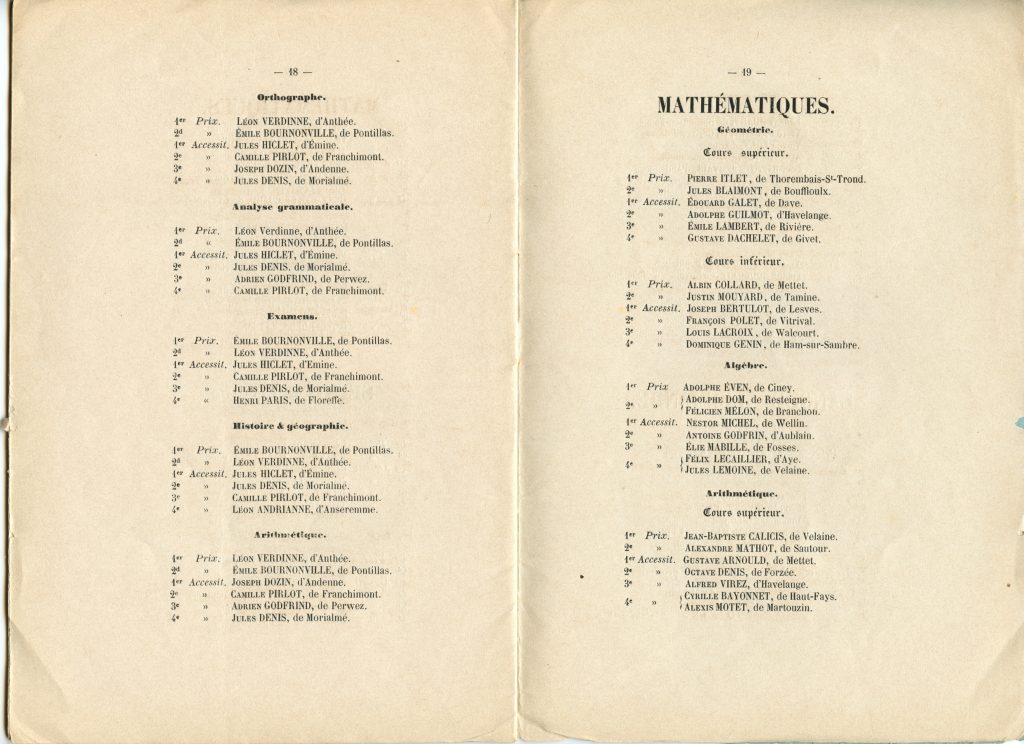 — 18 —
Orthographe.
1er Prix. LÉON VERDINNE, d'Anthée.
2d » ÉMILE BOURNONVILLE, de Pontillas.
1er Accessit. JULES HICLET, d'Émine.
2e » CAMILLE PIRLOT, de Franchimont.
3e » JOSEPH DOZIN, d'Andenne.
4e » JULES DENIS, de Morialmé.
Analyse grammaticale.
1er Prix. LÉON Verdinne, d'Anthée.
2d « ÉMILE BOURNONVILLE, de Pontillas.
1er Accessit. JULES HICLET, d'Émine.
2e » JULES DENIS. de Morialmé.
3e » ADRIEN GODFRIND, de Perwez.
4e » CAMILLE PIRLOT, de Franchimont.
Examens.
1er Prix. ÉMILE BOURNONVILLE, de Pontillas.
2d » LÉON VERDINNE, d'Anthée.
1er Accessit. JULES HICLET, d'Emine.
2e » CAMILLE PIRLOT, de Franchimont.
3e » JULES DENIS, de Morialmé.
4e « HENRI PARIS, de Floreffe.
Histoire & géographie.
1er Prix. ÉMILE BOURNONVILLE, de Pontillas.
2d » LÉON VERDINNE, d'Anthée.
1er Accessit. JULES HICLET, d'Émine.
2e » JULES DENIS, de Morialmé.
3e » CAMILLE PIRLOT, de Franchimont.
4e » LÉON ANDRIANNE, d'Anseremme.
Arithmétique.
1er Prix. LÉON VERDINNE, d'Anthée.
2d » ÉMILE BOURNONVILLE, de Pontillas.
1er Accessit. JOSEPH DOZIN, d'Andenne.
2e » CAMILLE PIRLOT, de Franchimont.
3e » ADRIEN GODFRIND, de Perwez.
4e » JULES DENIS, de Morialmé.
— 19 —
MATHÉMATIQUES.
Géométrie.
Cours supérieur.
1er Prix. PIERRE ITLET, de Thorembais-St-Trond.
2e » JULES BLAIMONT, de Bouffioulx.
1er Accessit. ÉDOUARD GALET, de Dave.
2e » ADOLPHE GUILMOT, d'Havelange.
3e » ÉMILE LAMBERT, de Rivière.
4e » GUSTAVE DACHELET, de Givet.
Cours inférieur.
1er Prix. ALBIN COLLARD, de Mettet.
2e » JUSTIN MOUYARD, de Tamine.
1er Accessit. JOSEPH BERTULOT, de Lesves.
2e » FRANÇOIS POLET, de Vitrival.
3e » LOUIS LACROIX, de Walcourt.
4e » DOMINIQUE GENIN, de Ham-sur-Sambre.
Algèbre.
1er Prix ADOLPHE ÉVEN, de Ciney.
2e » ADOLPHE DOM, de Resteigne.
FÉLICIEN MÉLON, de Branchon.
1er Accessit. NESTOR MICHEL, de Wellin.
2e » ANTOINE GODFRIN, d'Aublain.
3e » ÉLIE MABILLE, de Fosses.
4e » FÉLIX LECAILLIER, d'Aye.
JULES LEMOINE, de Velaine.
Arithmétique.
Cours supérieur.
1er Prix. JEAN-BAPTISTE CALICIS, de Velaine.
2e » ALEXANDRE MATHOT, de Sautour.
1er Accessit. GUSTAVE ARNOULD, de Mettet.
2e » OCTAVE DENIS, de Forzée.
3e » ALFRED VIREZ, d'Havelange.
4e » CYRILLE BAYONNET, de Haut-Fays.
ALEXIS MOTET, de Martouzin.